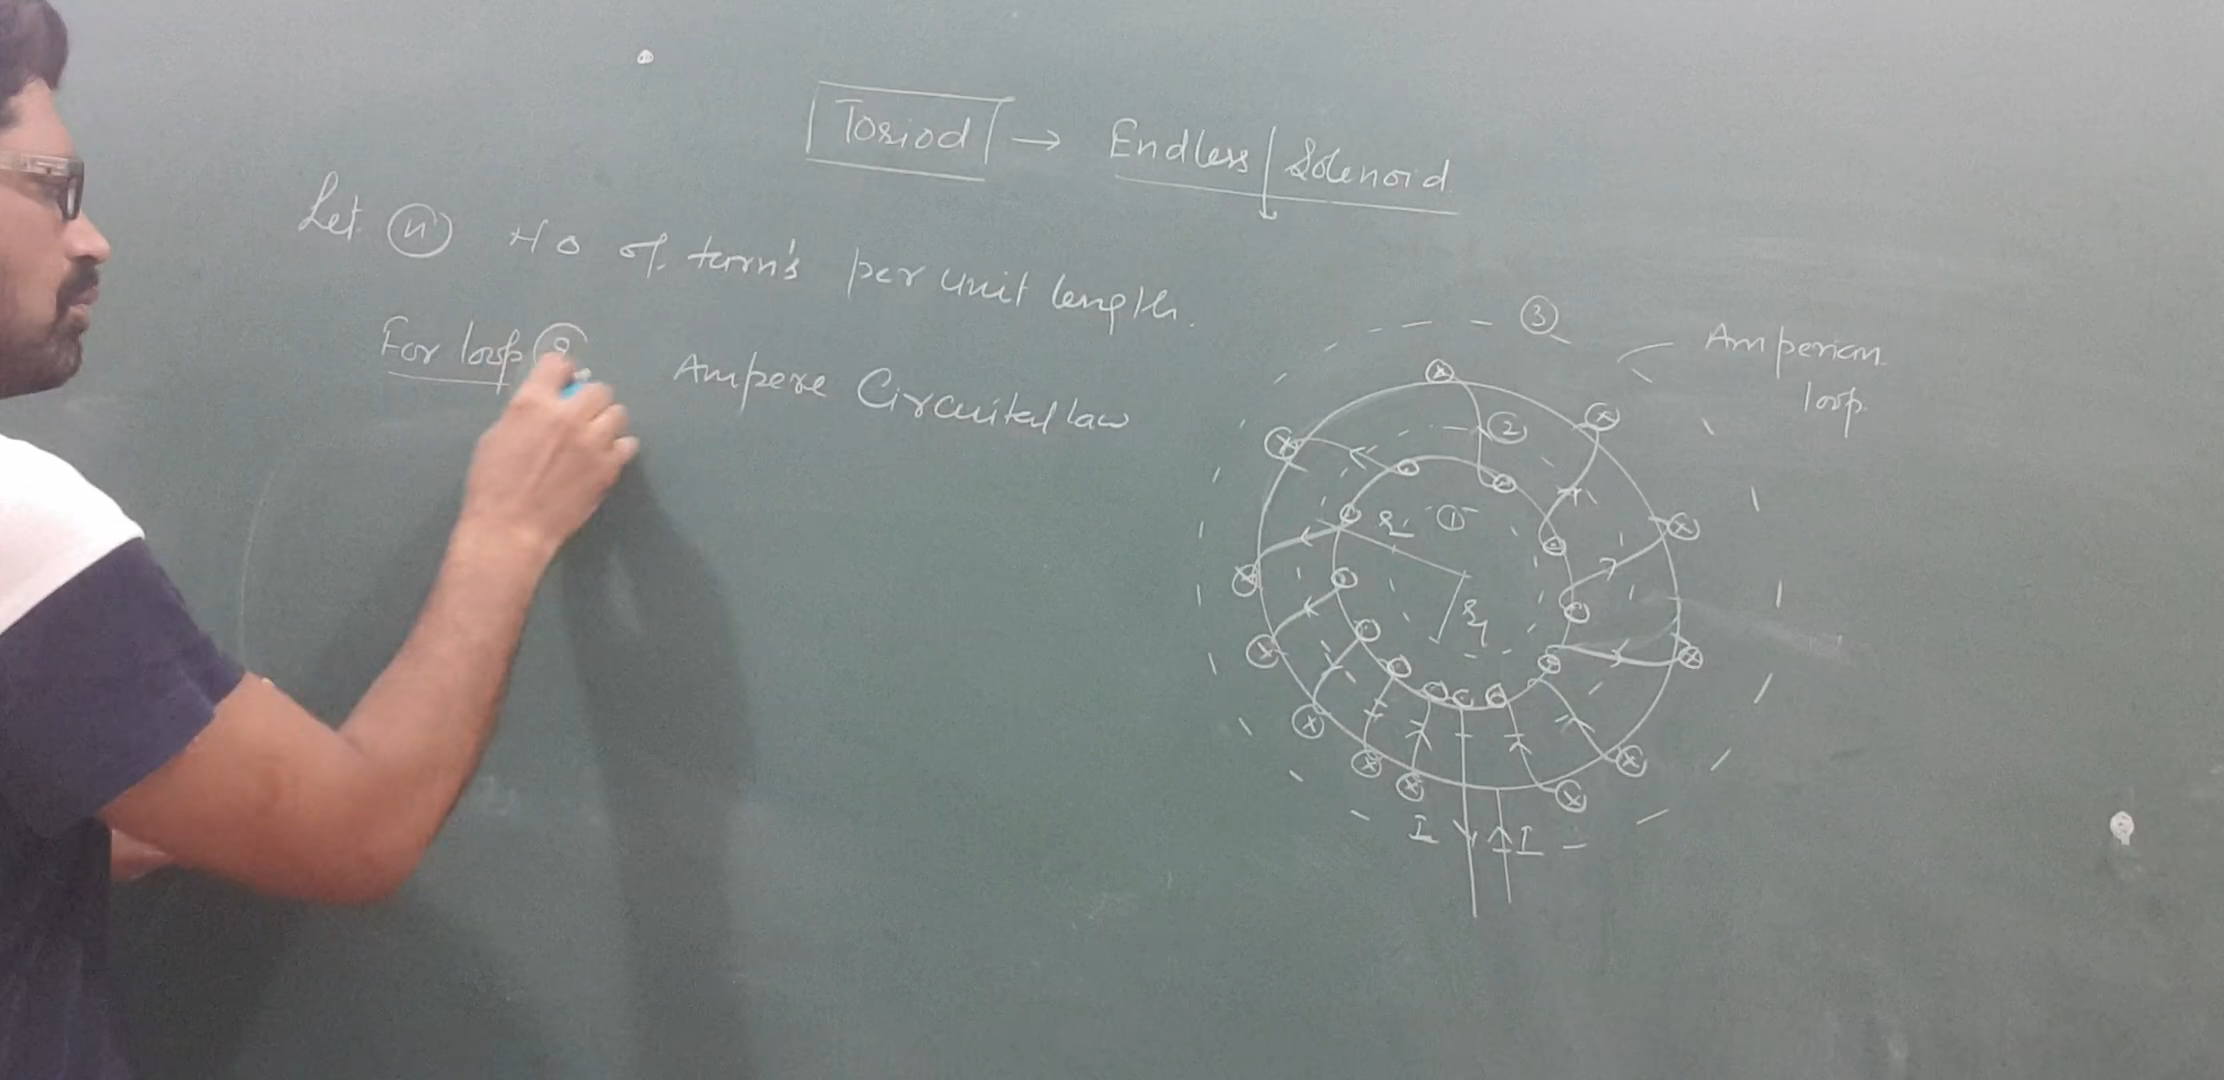 Toriod → Endless Solenoid
Let n No of. turn's per unit length.
For loop Ampere Circuital law
3
Amperian
loop.
2
r 1
r1
I I